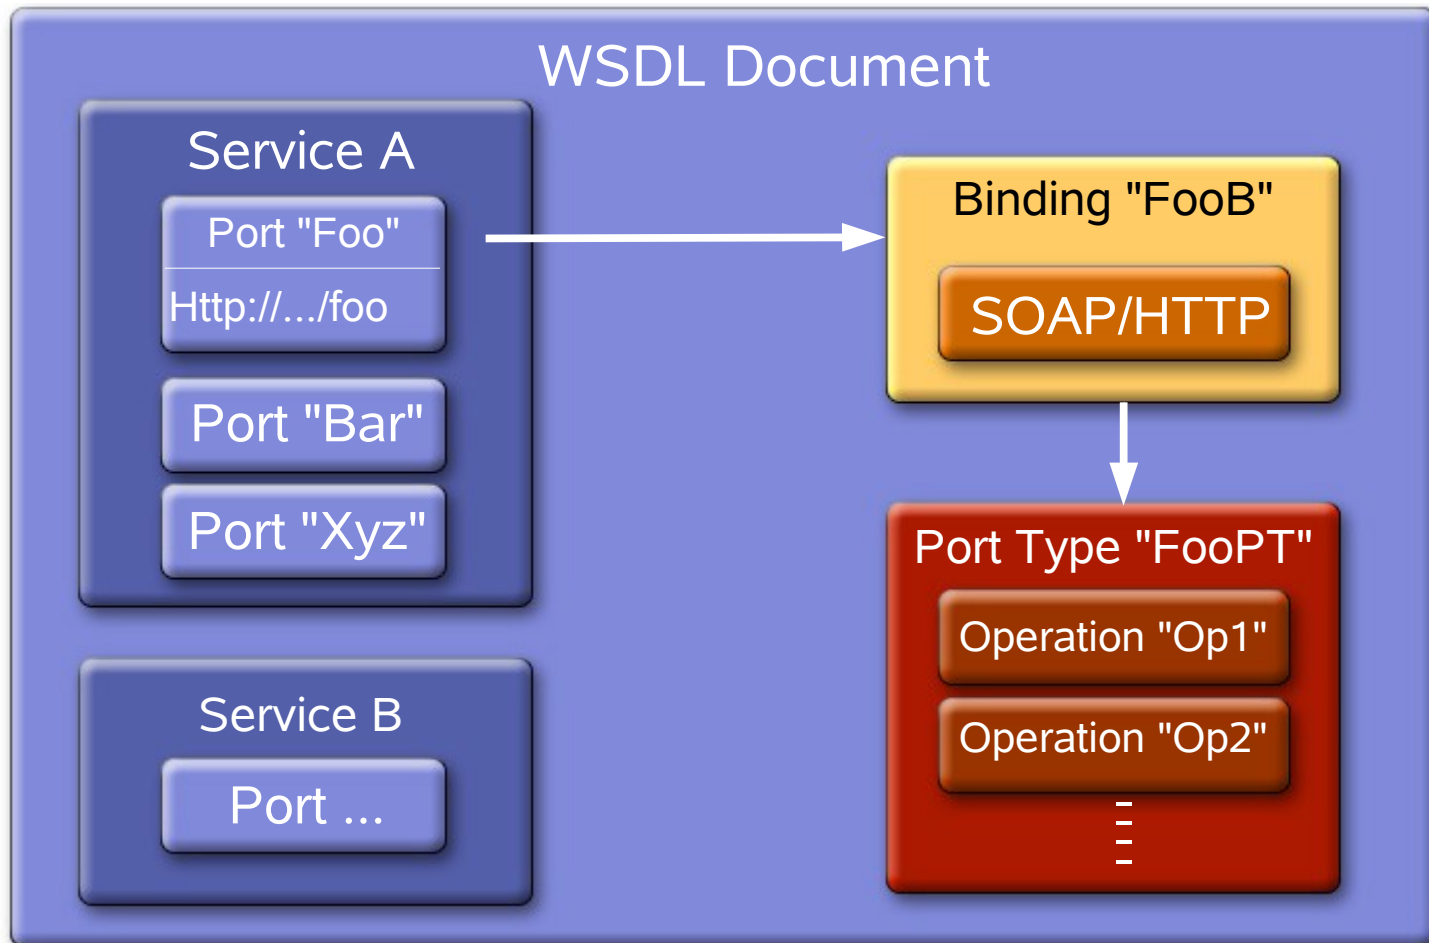 WSDL Document
Service A
Port "Foo"
Http://.../foo
Port "Bar"
Port "Xyz"
Service B
Port ...
Binding "FooB"
SOAP/HTTP
Port Type "FooPT"
Operation "Op1"
Operation "Op2"